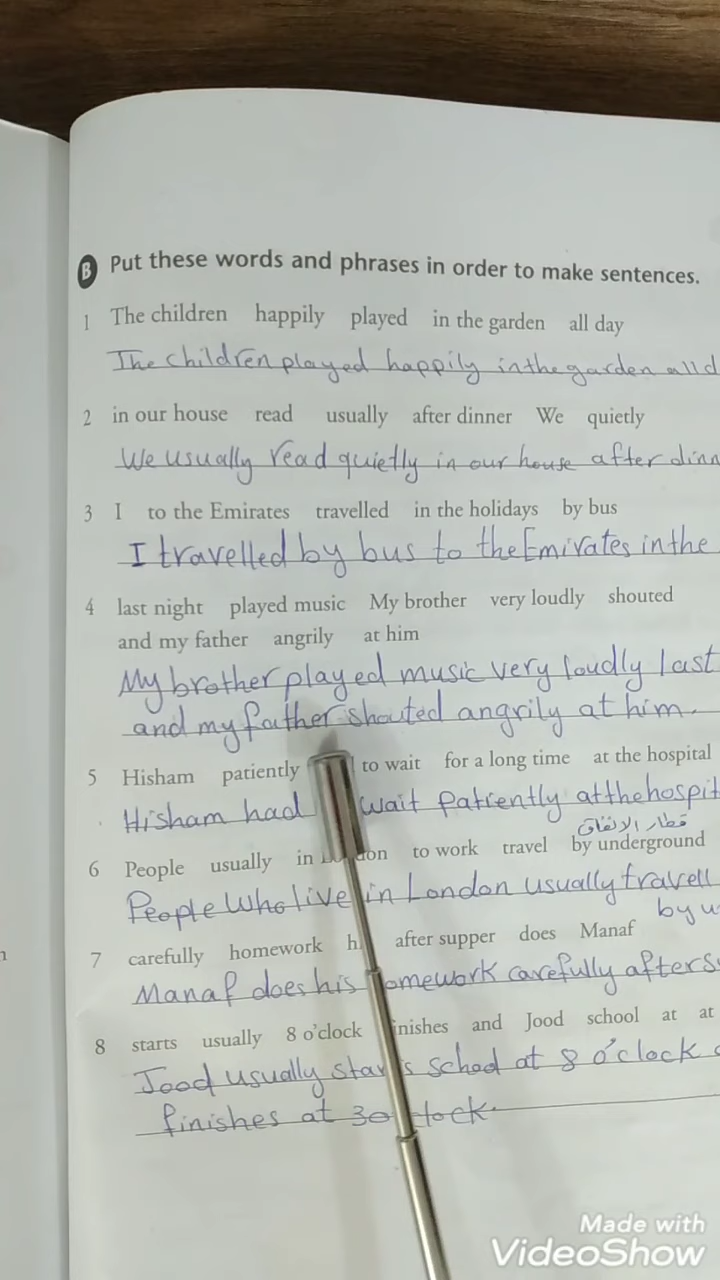 B Put these words and phrases in order to make sentences.
1 The children happily played in the garden all day
The children played happily in the garden all d
2 in our house read usually after dinner We quietly
We usually read quietly in our house after dinn
3 I to the Emirates travelled in the holidays by bus
I travelled by bus to the Emirates in the
4 last night played music My brother very loudly shouted
and my father angrily at him
My brother played music very loudly last
and my father shouted angrily at him.
5 Hisham patiently to wait for a long time at the hospital
Hisham had wait patiently at the hospit
قطار الانفاق
6 People usually in don to work travel by underground
People who live in London usually travell
by u
7 carefully homework h after supper does Manaf
Manaf does his omework carefully after s
8 starts usually 8 o'clock inishes and Jood school at at
Jood usually star s school at 8 o'clock
finishes at 3o lock.
Made with
VideoShow